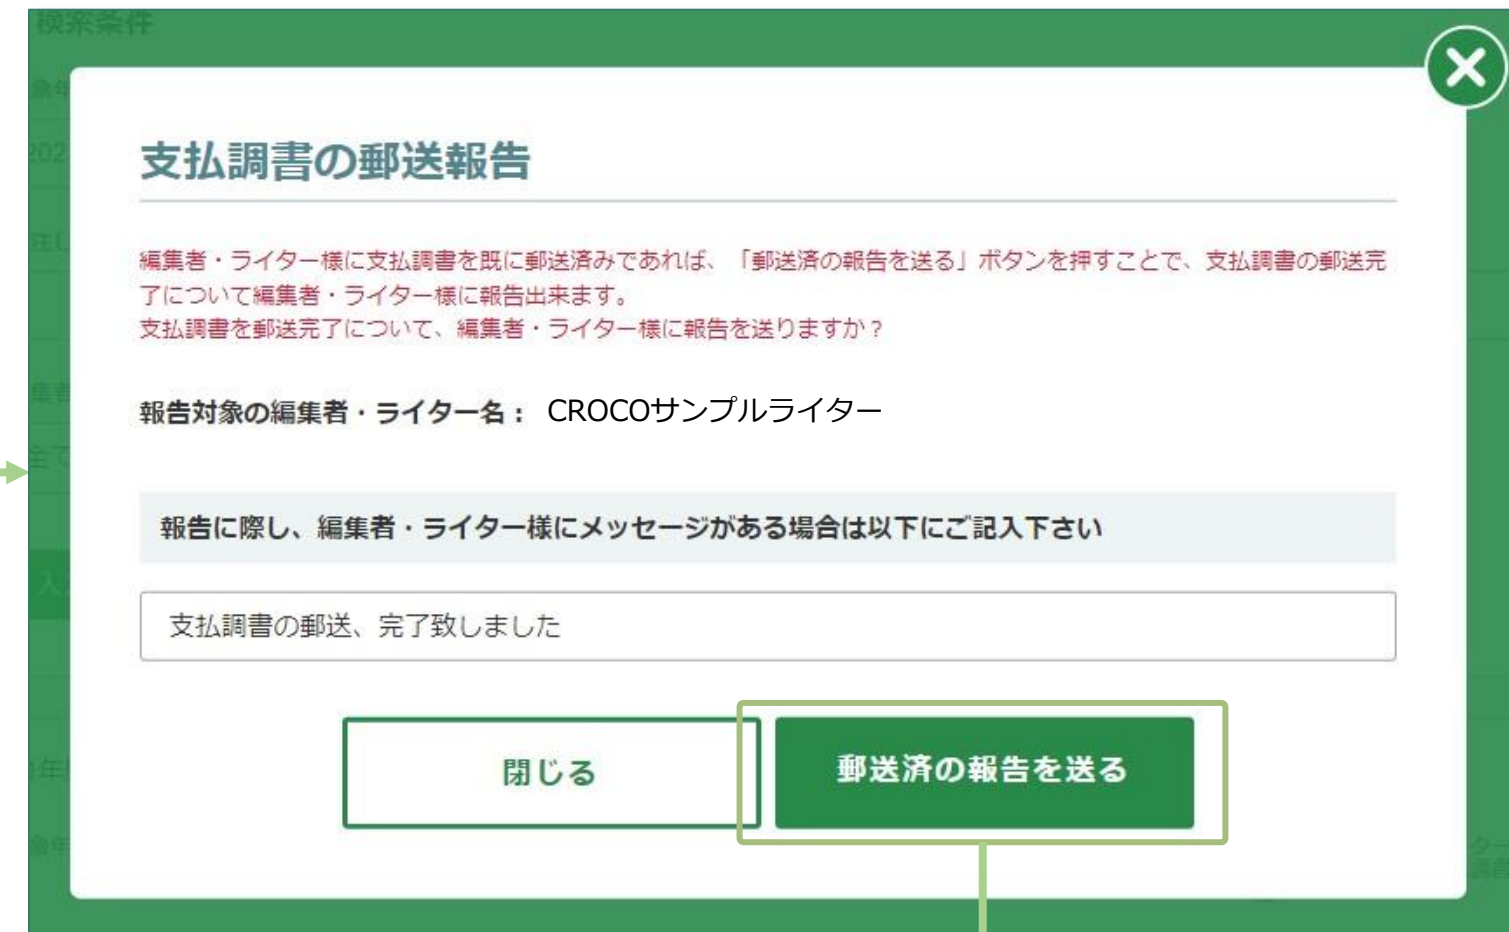 検索条件
支払調書の郵送報告
編集者・ライター様に支払調書を既に郵送済みであれば、「郵送済の報告を送る」ボタンを押すことで、支払調書の郵送完
了について編集者・ライター様に報告出来ます。
支払調書を郵送完了について、編集者・ライター様に報告を送りますか？
報告対象の編集者・ライター名： CROCOサンプルライター
報告に際し、編集者・ライター様にメッセージがある場合は以下にご記入下さい
支払調書の郵送、完了致しました
閉じる 郵送済の報告を送る